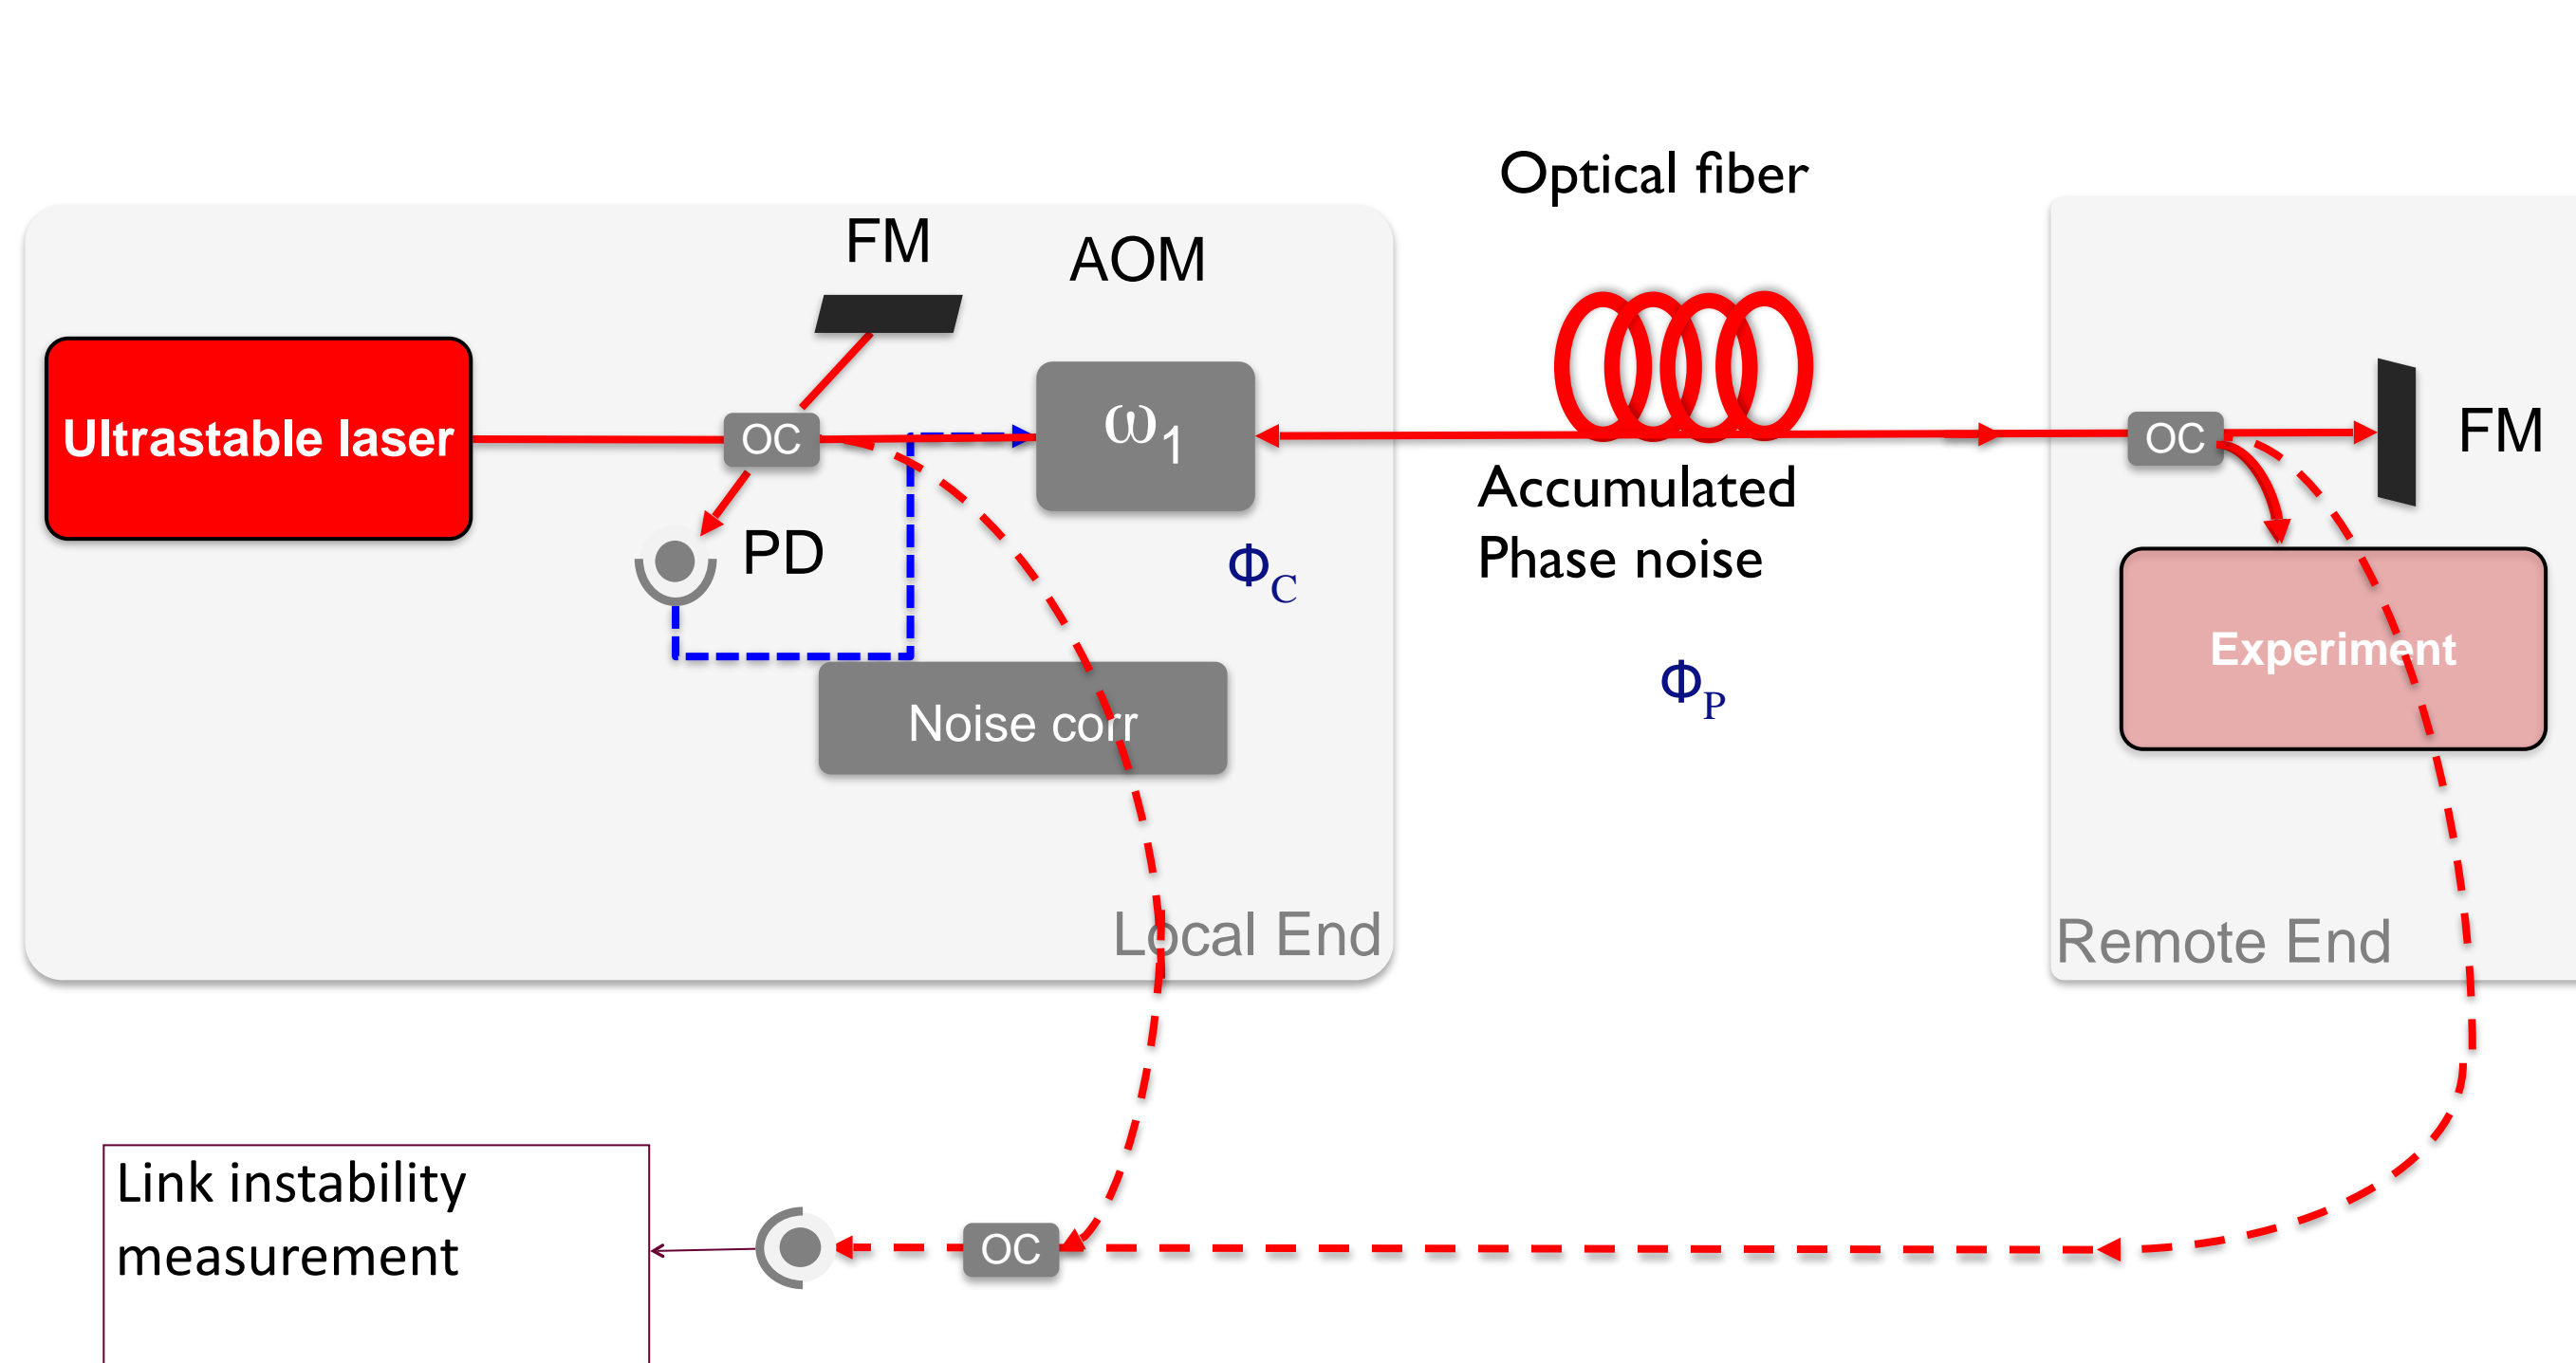 Optical fiber
FM
AOM
Ultrastable laser
OC
ω1
OC
FM
PD
ΦC
Accumulated
Phase noise
ΦP
Experiment
Noise corr
Local End
Remote End
Link instability
measurement
OC